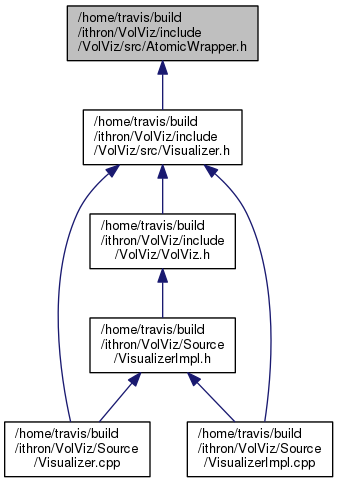 /home/travis/build
/ithron/VolViz/include
/VolViz/src/AtomicWrapper.h
/home/travis/build
/ithron/VolViz/include
/VolViz/src/Visualizer.h
/home/travis/build
/ithron/VolViz/include
/VolViz/VolViz.h
/home/travis/build
/ithron/VolViz/Source
/VisualizerImpl.h
/home/travis/build
/ithron/VolViz/Source
/Visualizer.cpp
/home/travis/build
/ithron/VolViz/Source
/VisualizerImpl.cpp